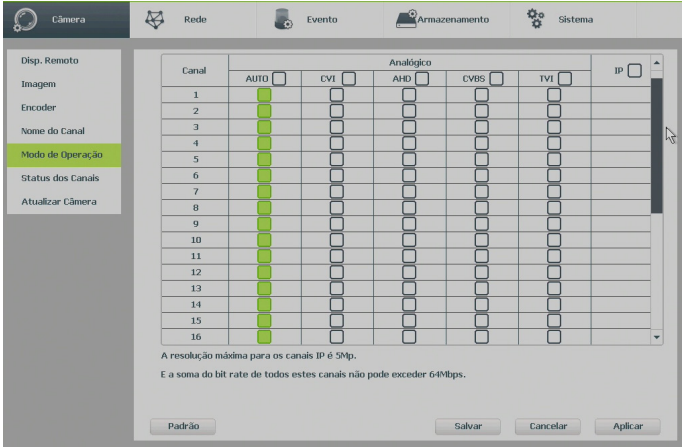 Câmera Rede Evento Armazenamento Sistema
Disp. Remoto
Imagem
Encoder
Nome do Canal
Modo de Operação
Status dos Canais
Atualizar Câmera
Canal Analógico IP
AUTO CVI AHD CVBS TVI
1
2
3
4
5
6
7
8
9
10
11
12
13
14
15
16
A resolução máxima para os canais IP é 5Mp.
E a soma do bit rate de todos estes canais não pode exceder 64Mbps.
Padrão Salvar Cancelar Aplicar